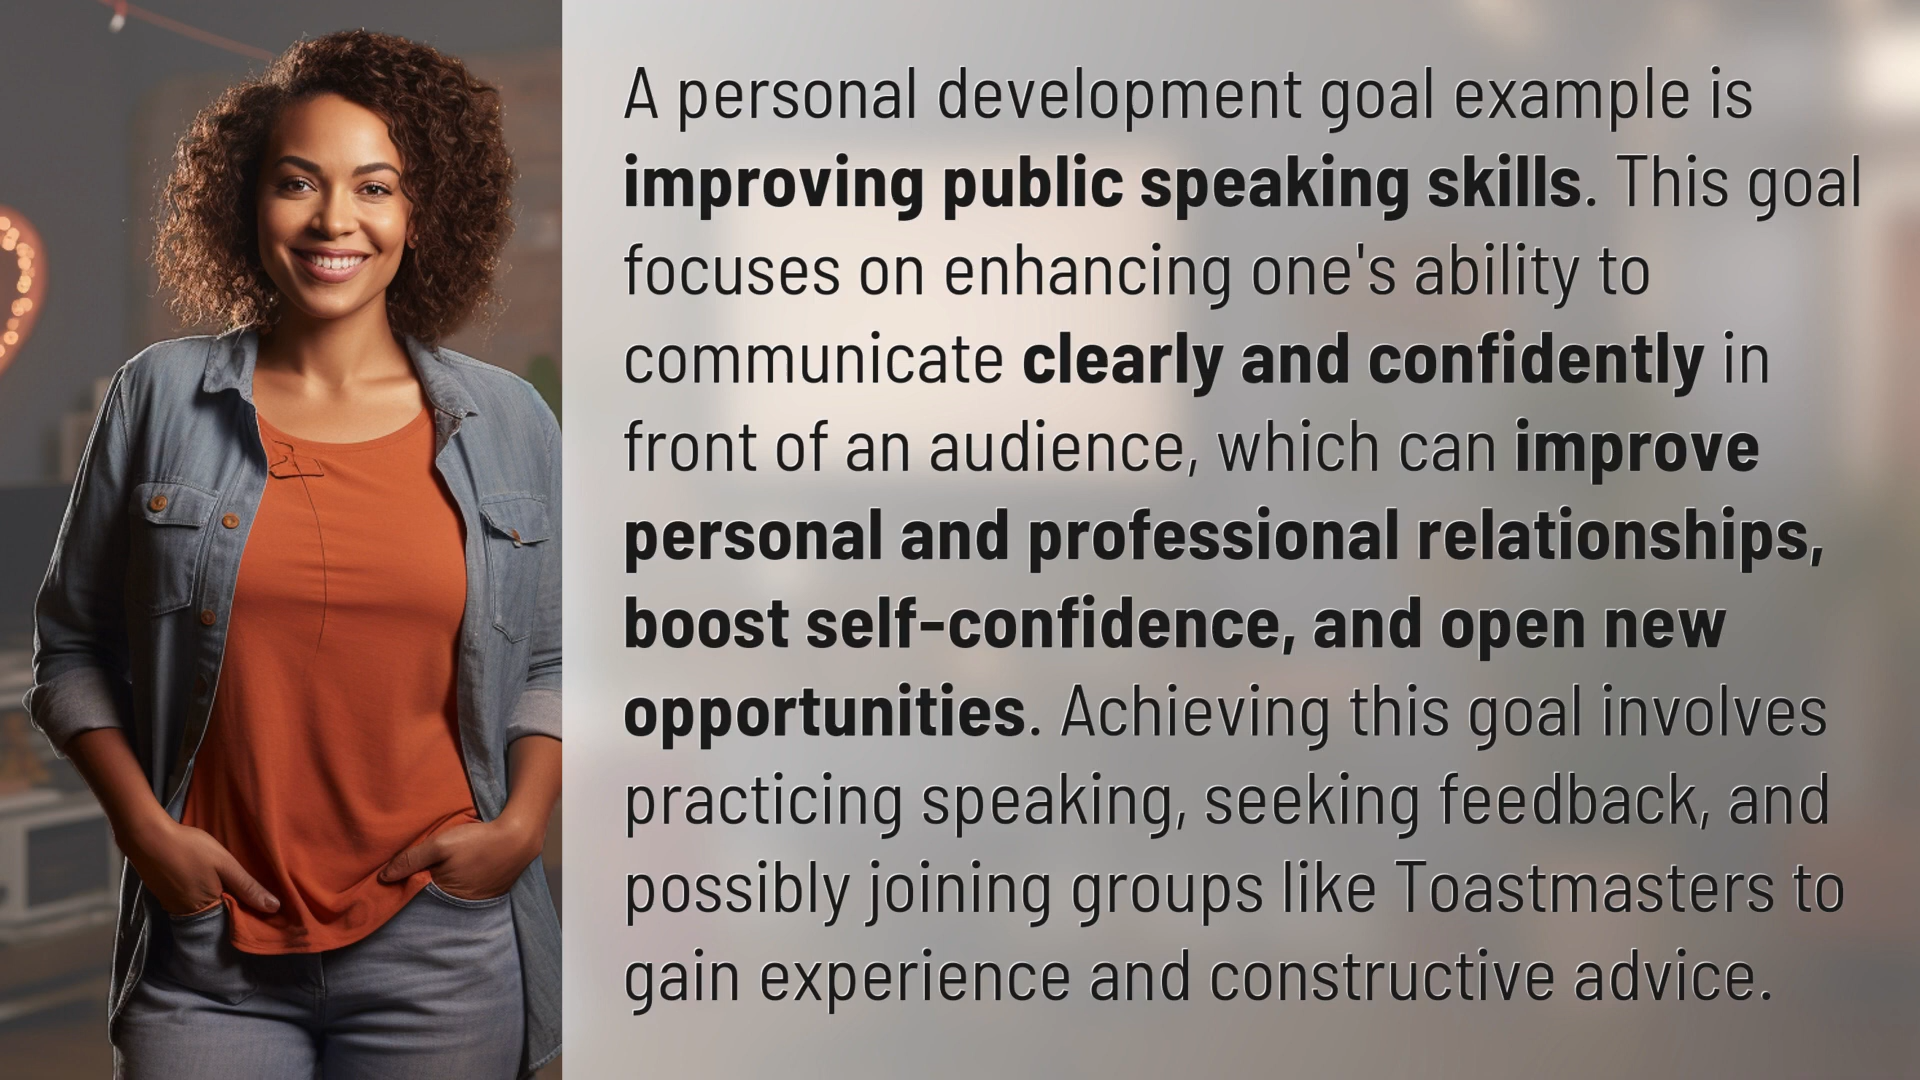 A personal development goal example is
improving public speaking skills. This goal
focuses on enhancing one's ability to
communicate clearly and confidently in
front of an audience, which can improve
personal and professional relationships,
boost self-confidence, and open new
opportunities. Achieving this goal involves
practicing speaking, seeking feedback, and
possibly joining groups like Toastmasters to
gain experience and constructive advice.